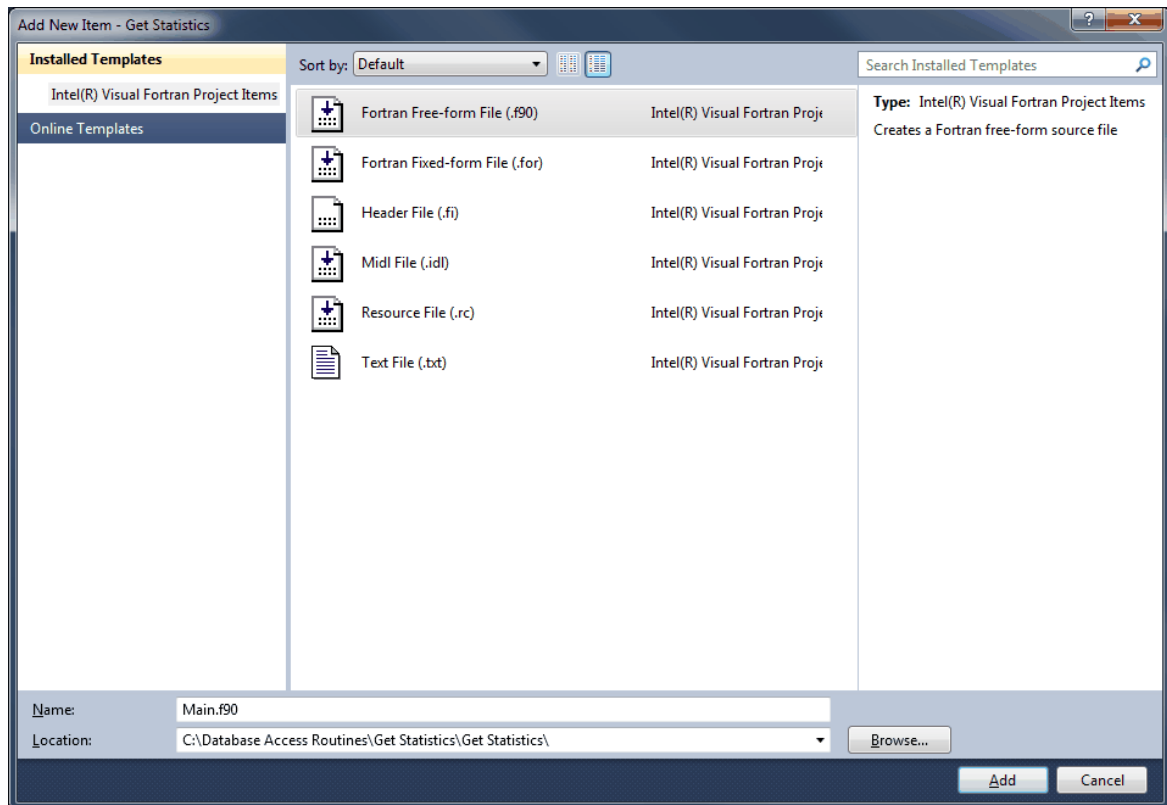 Add New Item - Get Statistics
Installed Templates
Intel(R) Visual Fortran Project Items
Online Templates
Sort by: Default
Search Installed Templates
Fortran Free-form File (.f90) Intel(R) Visual Fortran Proje
Fortran Fixed-form File (.for) Intel(R) Visual Fortran Proje
Header File (.fi) Intel(R) Visual Fortran Proje
Midl File (.idl) Intel(R) Visual Fortran Proje
Resource File (.rc) Intel(R) Visual Fortran Proje
Text File (.txt) Intel(R) Visual Fortran Proje
Type: Intel(R) Visual Fortran Project Items
Creates a Fortran free-form source file
Name: Main.f90
Location: C:\Database Access Routines\Get Statistics\Get Statistics\
Browse...
Add Cancel